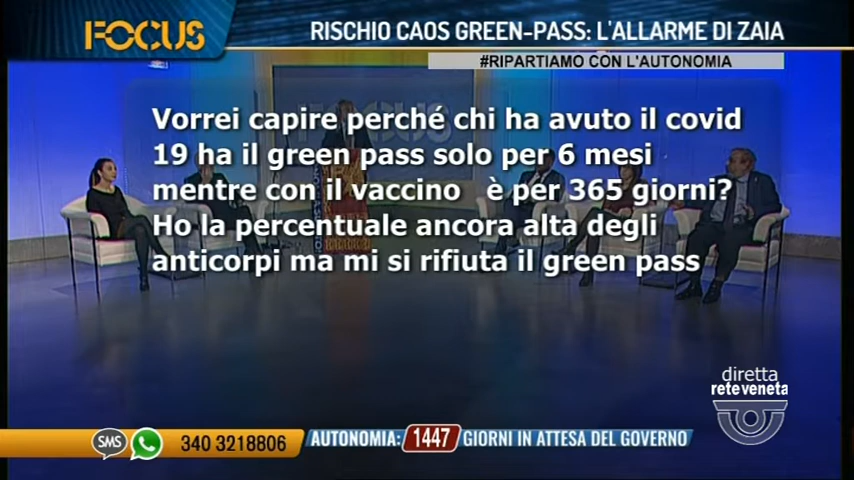 FOCUS
RISCHIO CAOS GREEN-PASS: L'ALLARME DI ZAIA
#RIPARTIAMO CON L'AUTONOMIA
Vorrei capire perché chi ha avuto il covid
19 ha il green pass solo per 6 mesi
mentre con il vaccino è per 365 giorni?
Ho la percentuale ancora alta degli
anticorpi ma mi si rifiuta il green pass
diretta
reteveneta
SMS 340 3218806 AUTONOMIA: 1447 GIORNI IN ATTESA DEL GOVERNO